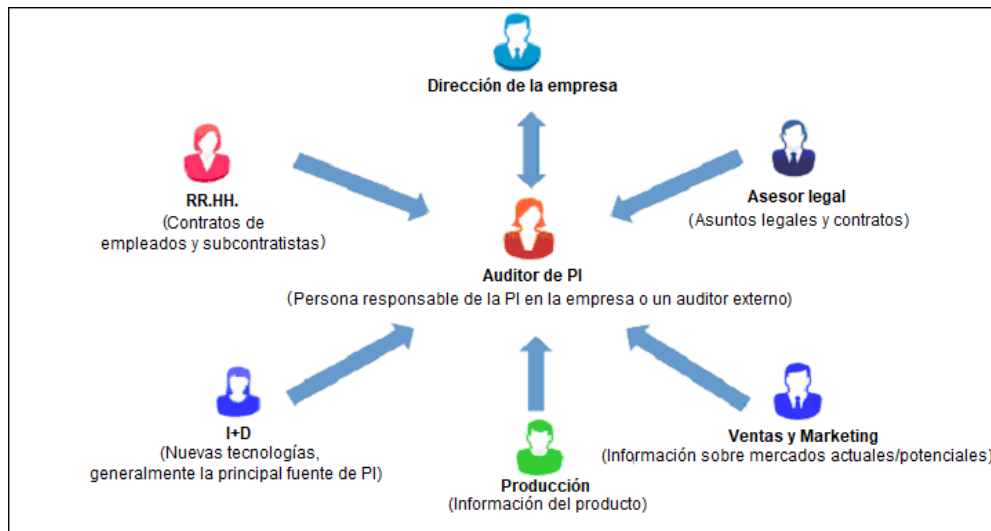 Dirección de la empresa
RR.HH.
(Contratos de
empleados y subcontratistas)
Asesor legal
(Asuntos legales y contratos)
Auditor de PI
(Persona responsable de la PI en la empresa o un auditor externo)
I+D
(Nuevas tecnologías,
generalmente la principal fuente de PI)
Producción
(Información del producto)
Ventas y Marketing
(Información sobre mercados actuales/potenciales)